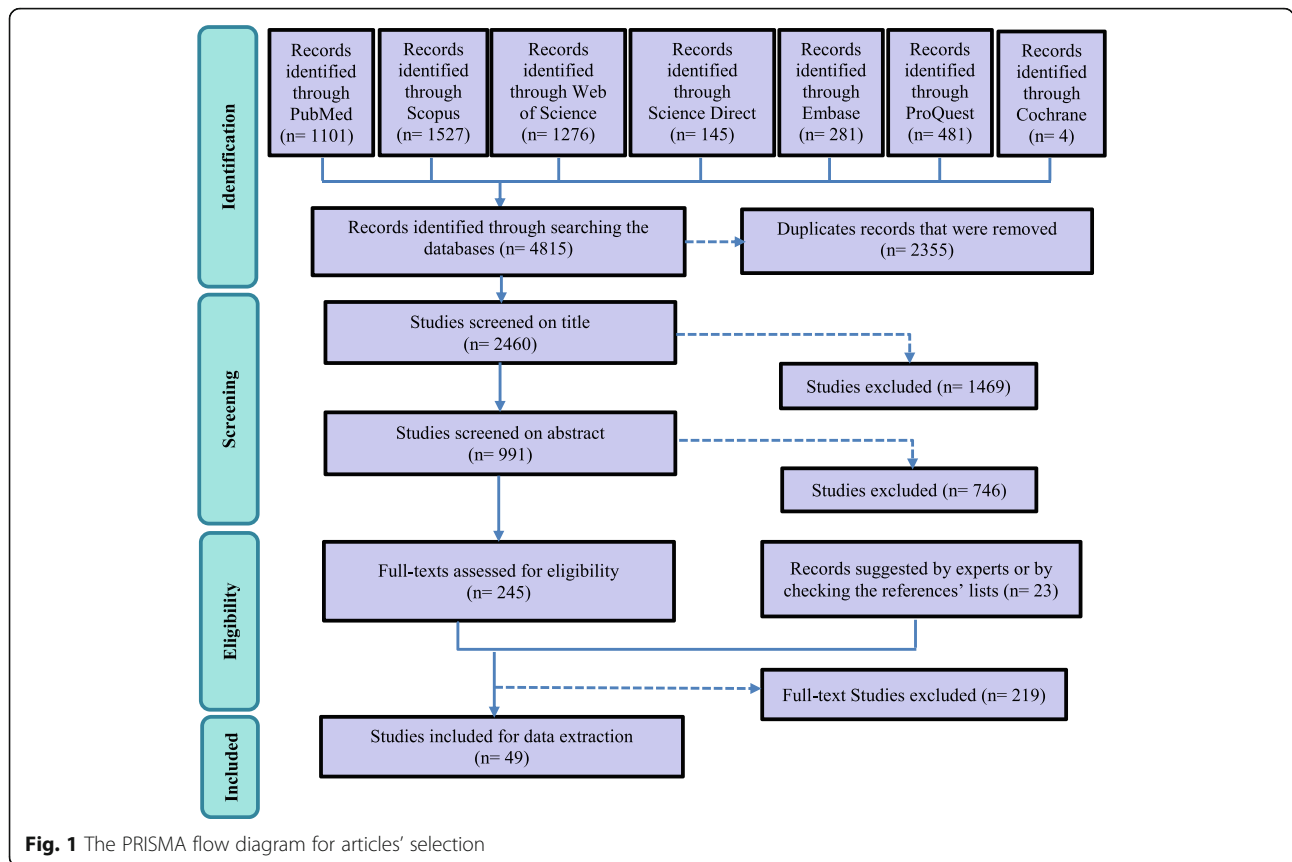 Identification
Records
identified
through
PubMed
(n= 1101)
Records
identified
through
Scopus
(n= 1527)
Records
identified
through Web
of Science
(n= 1276)
Records
identified
through
Science Direct
(n= 145)
Records
identified
through
Embase
(n= 281)
Records
identified
through
ProQuest
(n= 481)
Records
identified
through
Cochrane
(n= 4)
Records identified through searching the
databases (n= 4815)
Duplicates records that were removed
(n= 2355)
Screening
Studies screened on title
(n= 2460)
Studies excluded (n= 1469)
Studies screened on abstract
(n= 991)
Studies excluded (n= 746)
Eligibility
Full-texts assessed for eligibility
(n= 245)
Records suggested by experts or by
checking the references’ lists (n= 23)
Full-text Studies excluded (n= 219)
Included
Studies included for data extraction
(n= 49)
Fig. 1 The PRISMA flow diagram for articles’ selection